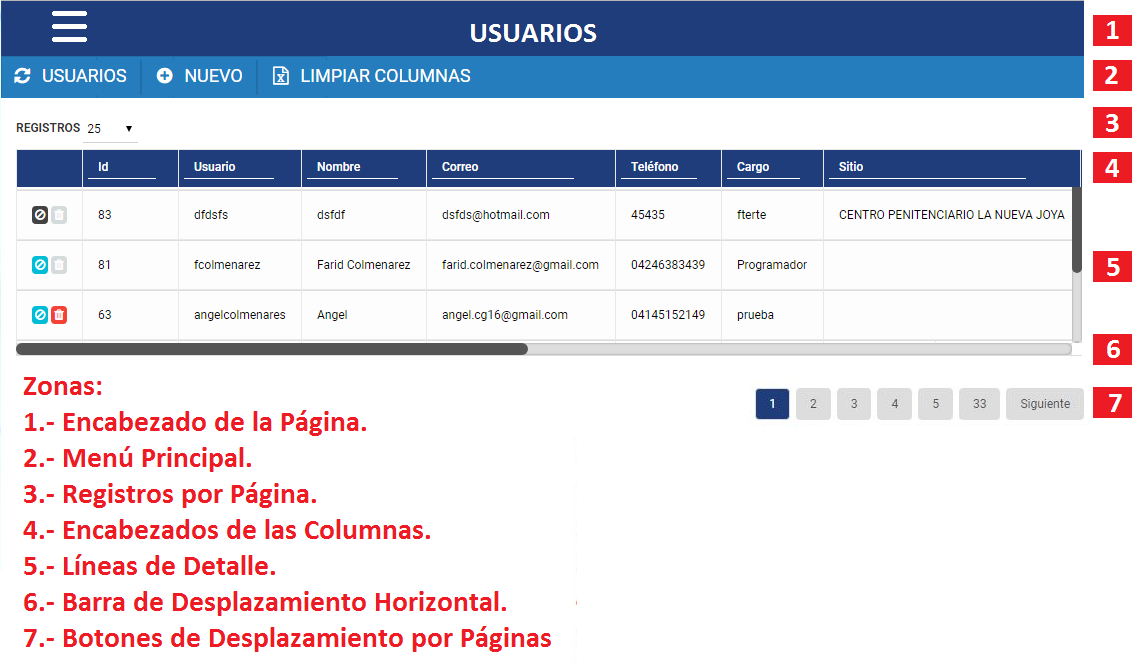 USUARIOS 1
USUARIOS NUEVO LIMPIAR COLUMNAS 2
REGISTROS 25 3
Id Usuario Nombre Correo Teléfono Cargo Sitio 4
83 dfdsfs dsfdf dsfds@hotmail.com 45435 fterte CENTRO PENITENCIARIO LA NUEVA JOYA
81 fcolmenarez Farid Colmenarez farid.colmenarez@gmail.com 04246383439 Programador 5
63 angelcolmenares Angel angel.cg16@gmail.com 04145152149 prueba
6
1 2 3 4 5 33 Siguiente 7
Zonas:
1.- Encabezado de la Página.
2.- Menú Principal.
3.- Registros por Página.
4.- Encabezados de las Columnas.
5.- Líneas de Detalle.
6.- Barra de Desplazamiento Horizontal.
7.- Botones de Desplazamiento por Páginas